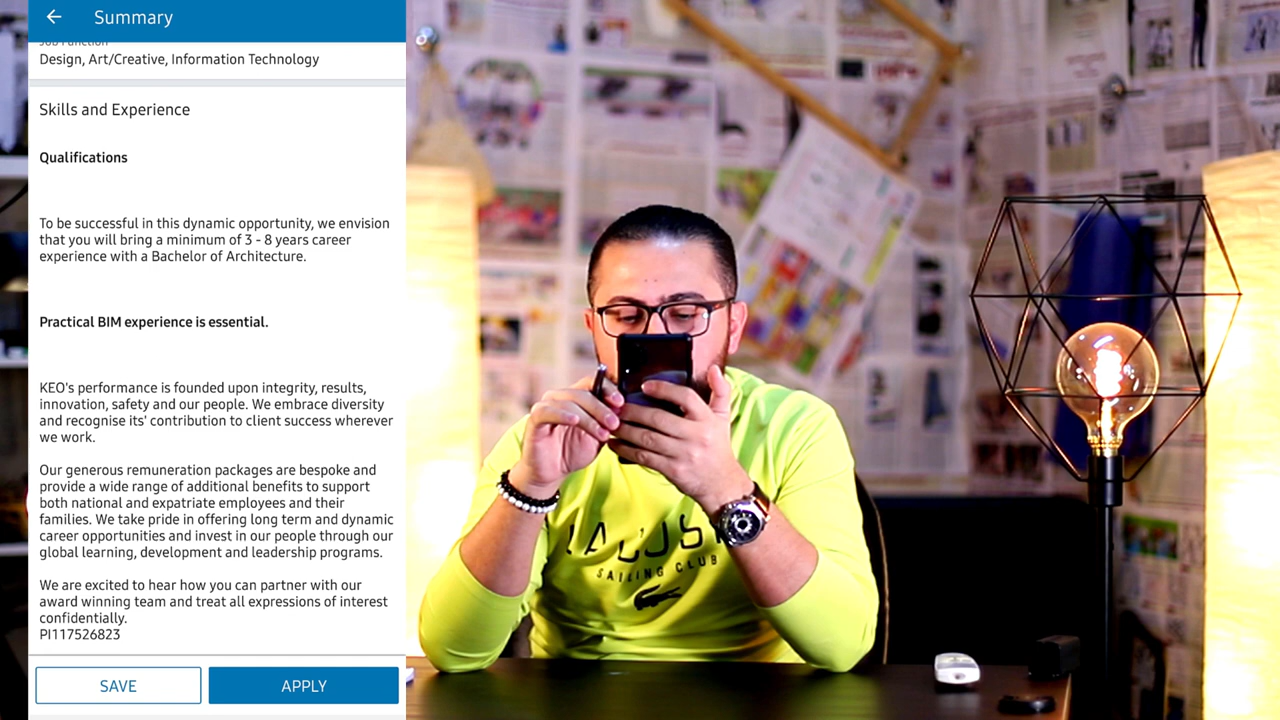 Summary
Job Function
Design, Art/Creative, Information Technology
Skills and Experience
Qualifications
To be successful in this dynamic opportunity, we envision
that you will bring a minimum of 3 - 8 years career
experience with a Bachelor of Architecture.
Practical BIM experience is essential.
KEO's performance is founded upon integrity, results,
innovation, safety and our people. We embrace diversity
and recognise its' contribution to client success wherever
we work.
Our generous remuneration packages are bespoke and
provide a wide range of additional benefits to support
both national and expatriate employees and their
families. We take pride in offering long term and dynamic
career opportunities and invest in our people through our
global learning, development and leadership programs.
We are excited to hear how you can partner with our
award winning team and treat all expressions of interest
confidentially.
PI117526823
SAVE
APPLY
SAILING CLUB